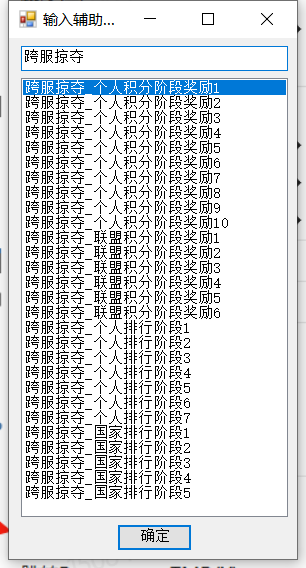 输入辅助...
跨服掠夺
跨服掠夺_个人积分阶段奖励1
跨服掠夺_个人积分阶段奖励2
跨服掠夺_个人积分阶段奖励3
跨服掠夺_个人积分阶段奖励4
跨服掠夺_个人积分阶段奖励5
跨服掠夺_个人积分阶段奖励6
跨服掠夺_个人积分阶段奖励7
跨服掠夺_个人积分阶段奖励8
跨服掠夺_个人积分阶段奖励9
跨服掠夺_个人积分阶段奖励10
跨服掠夺_联盟积分阶段奖励1
跨服掠夺_联盟积分阶段奖励2
跨服掠夺_联盟积分阶段奖励3
跨服掠夺_联盟积分阶段奖励4
跨服掠夺_联盟积分阶段奖励5
跨服掠夺_联盟积分阶段奖励6
跨服掠夺_个人排行阶段1
跨服掠夺_个人排行阶段2
跨服掠夺_个人排行阶段3
跨服掠夺_个人排行阶段4
跨服掠夺_个人排行阶段5
跨服掠夺_个人排行阶段6
跨服掠夺_个人排行阶段7
跨服掠夺_国家排行阶段1
跨服掠夺_国家排行阶段2
跨服掠夺_国家排行阶段3
跨服掠夺_国家排行阶段4
跨服掠夺_国家排行阶段5
确定